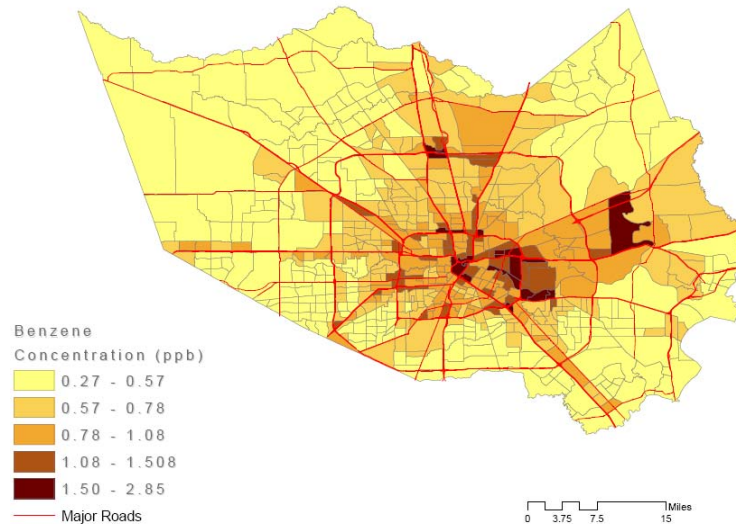 Benzene
Concentration (ppb)
0.27 - 0.57
0.57 - 0.78
0.78 - 1.08
1.08 - 1.508
1.50 - 2.85
Major Roads
Miles
0 3.75 7.5 15